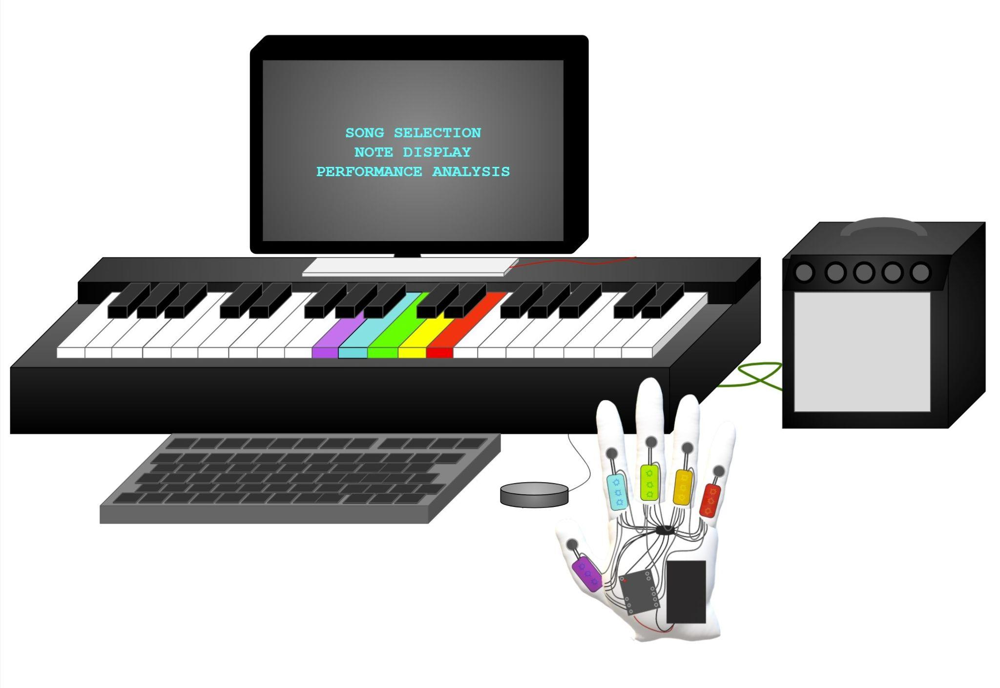 SONG SELECTION
NOTE DISPLAY
PERFORMANCE ANALYSIS